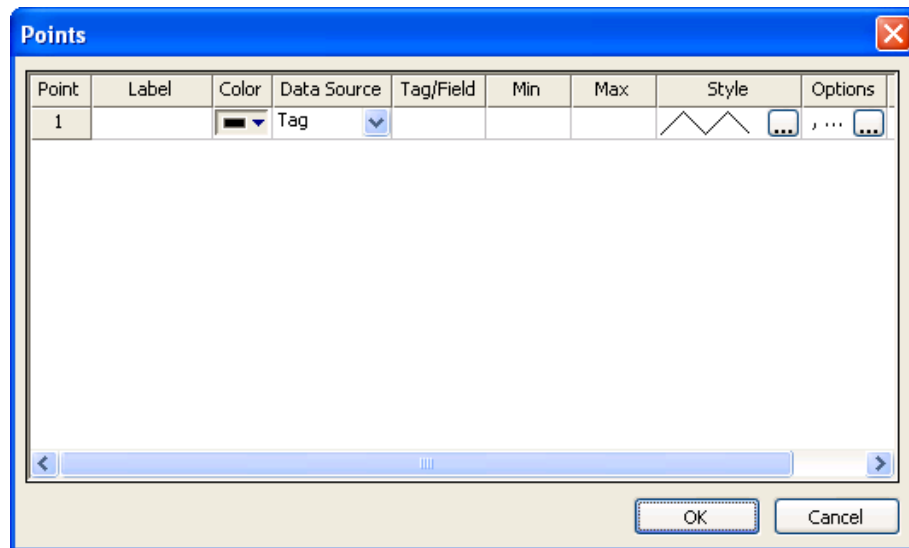 Points
Point Label Color Data Source Tag/Field Min Max Style Options
1 Tag ... , ... ...
OK Cancel